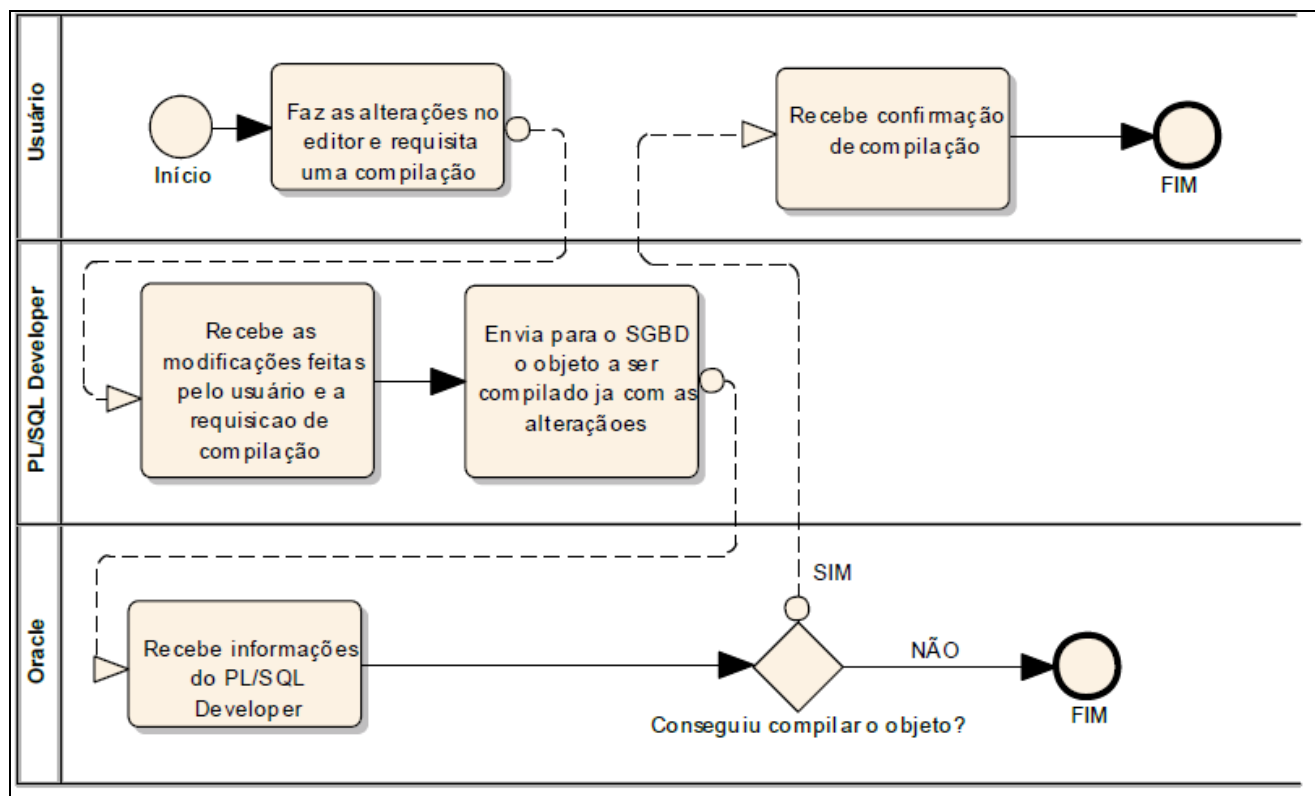 Usuário
Início
Faz as alterações no
editor e requisita
uma compilação
Recebe confirmação
de compilação
FIM
PL/SQL Developer
Recebe as
modificações feitas
pelo usuário e a
requisicao de
compilação
Envia para o SGBD
o objeto a ser
compilado ja com as
alteraçãoes
Oracle
Recebe informações
do PL/SQL
Developer
SIM
Conseguiu compilar o objeto?
NÃO
FIM